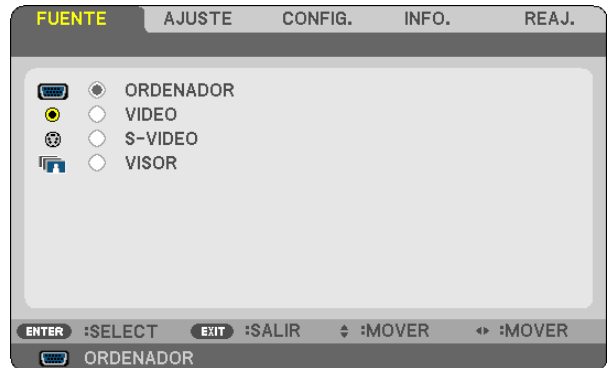 FUENTE AJUSTE CONFIG. INFO. REAJ.
ORDENADOR
VIDEO
S-VIDEO
VISOR
ENTER :SELECT EXIT :SALIR :MOVER :MOVER
ORDENADOR